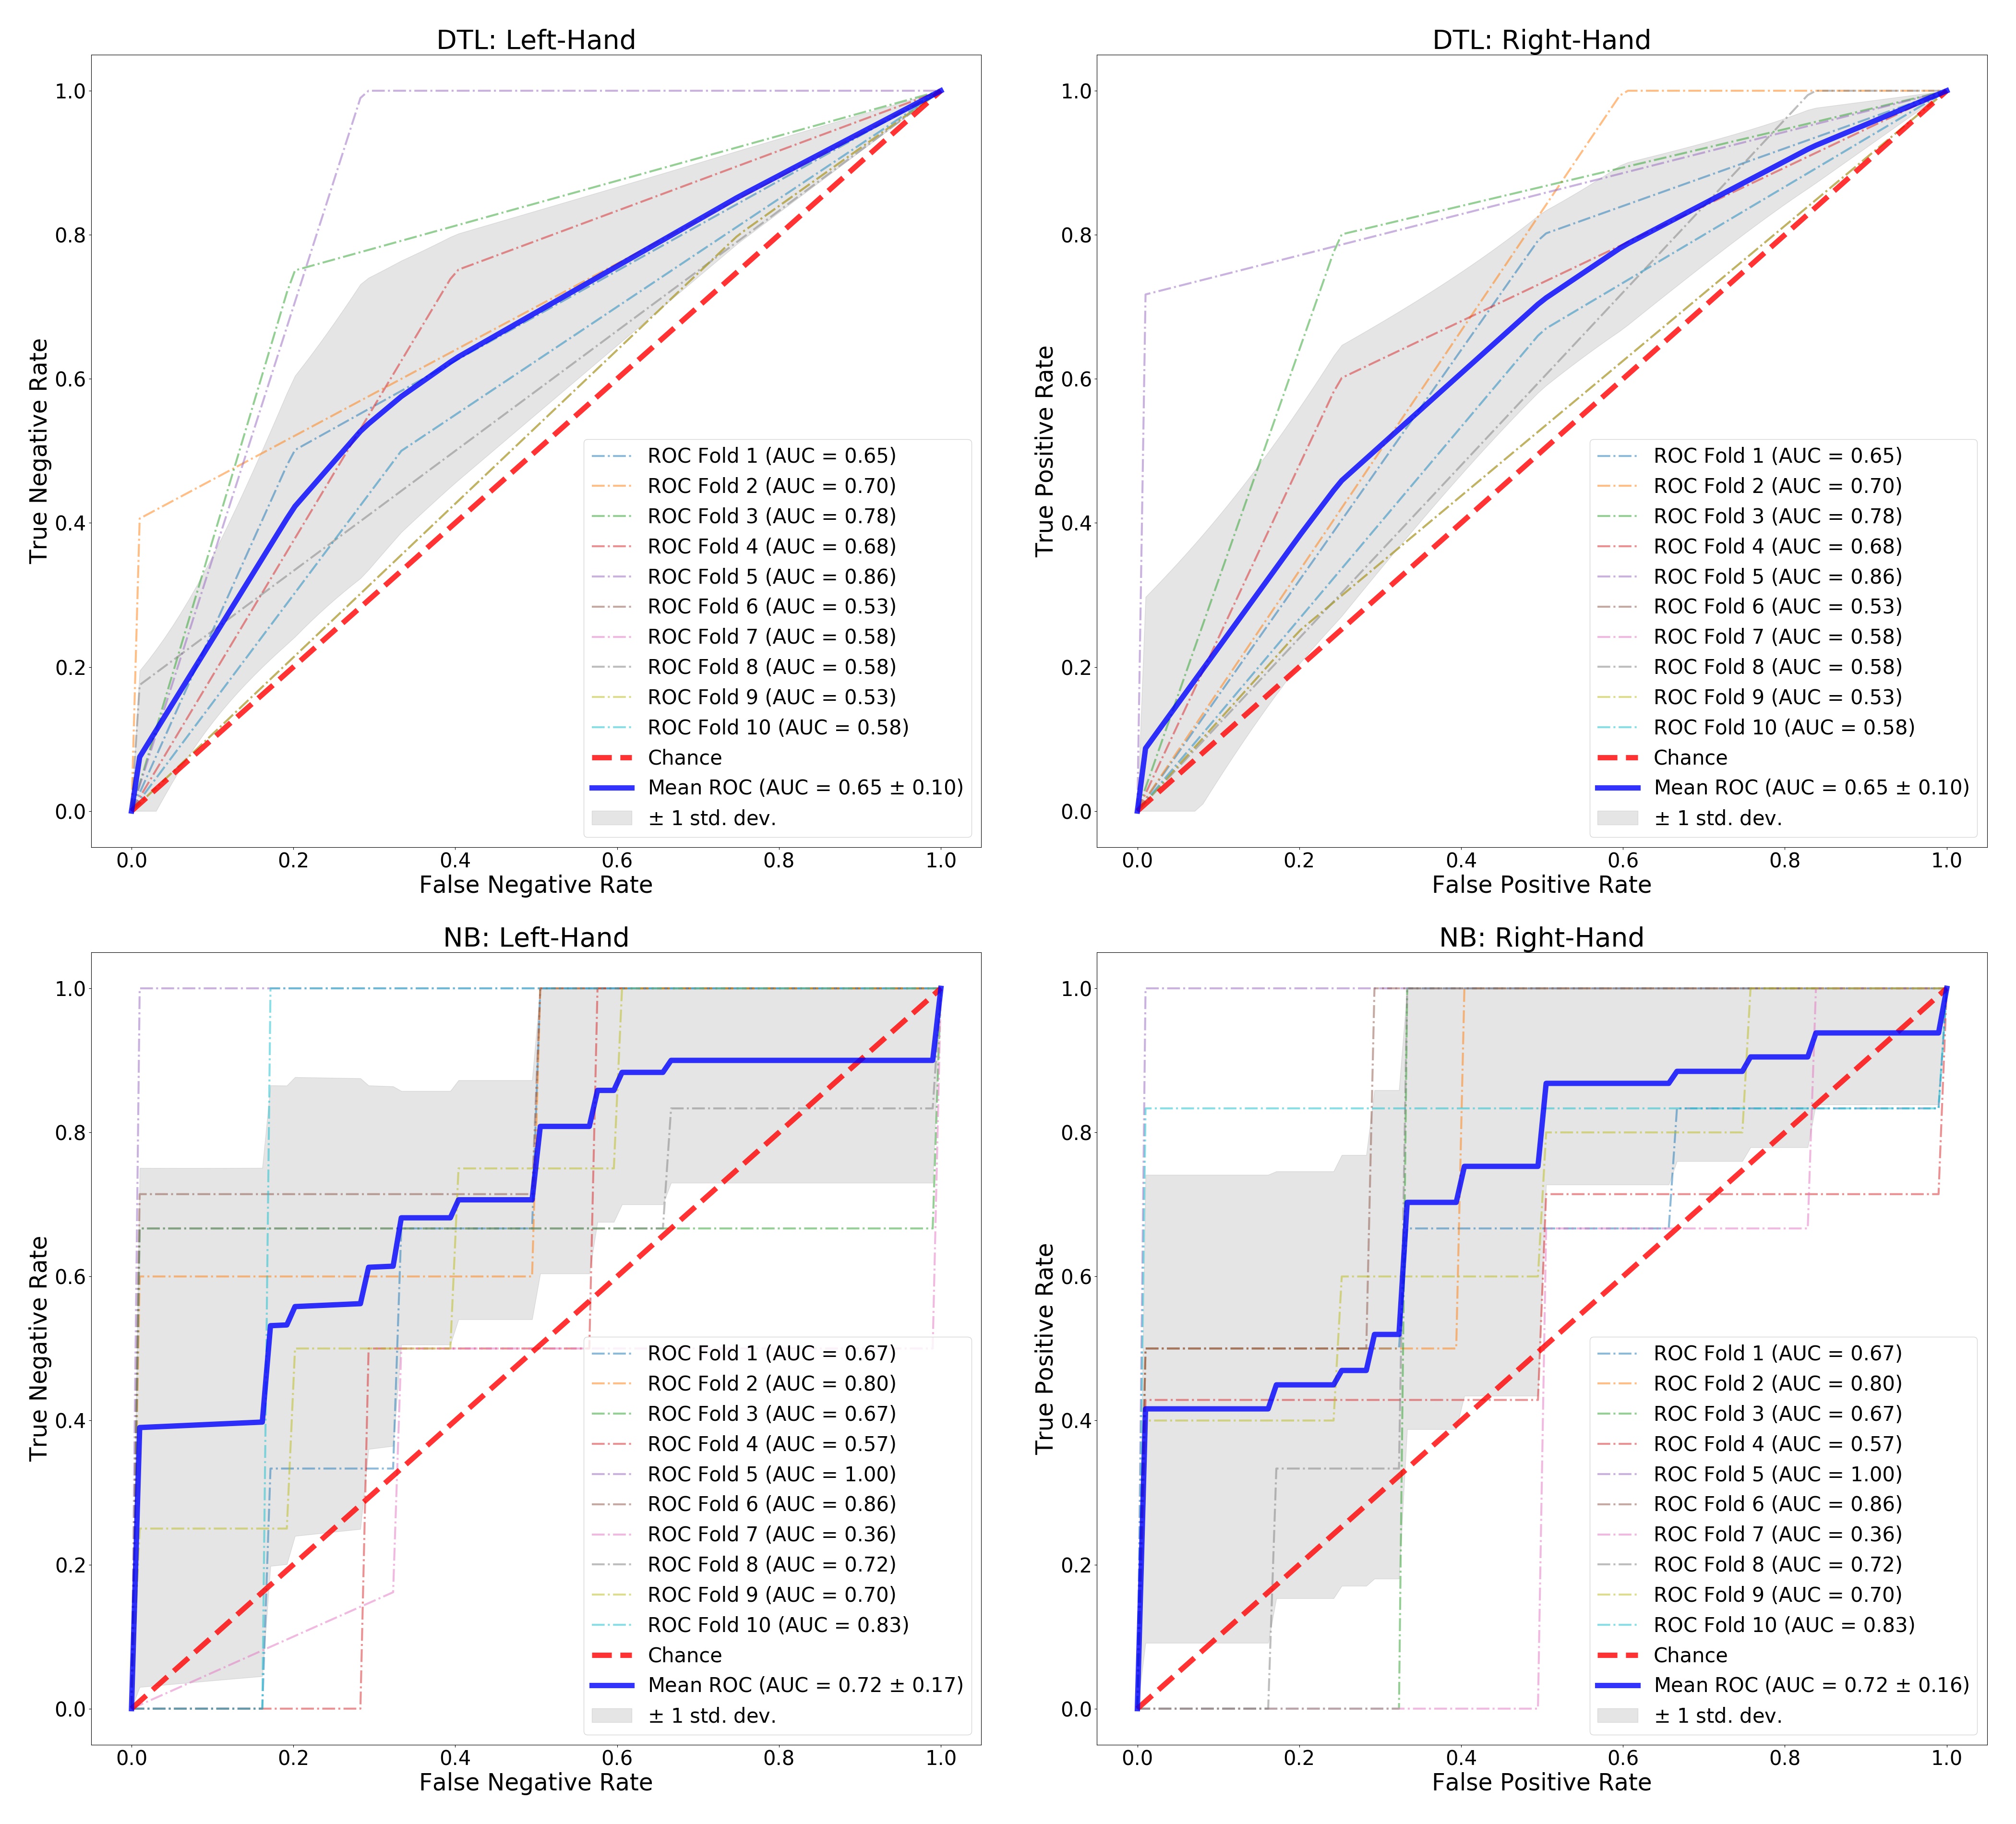 DTL: Left-Hand
1.0
0.8
0.6
0.4
0.2
0.0
True Negative Rate
ROC Fold 1 (AUC = 0.65)
ROC Fold 2 (AUC = 0.70)
ROC Fold 3 (AUC = 0.78)
ROC Fold 4 (AUC = 0.68)
ROC Fold 5 (AUC = 0.86)
ROC Fold 6 (AUC = 0.53)
ROC Fold 7 (AUC = 0.58)
ROC Fold 8 (AUC = 0.58)
ROC Fold 9 (AUC = 0.53)
ROC Fold 10 (AUC = 0.58)
Chance
Mean ROC (AUC = 0.65 ± 0.10)
± 1 std. dev.
0.0 0.2 0.4 0.6 0.8 1.0
False Negative Rate
DTL: Right-Hand
1.0
0.8
0.6
0.4
0.2
0.0
True Positive Rate
ROC Fold 1 (AUC = 0.65)
ROC Fold 2 (AUC = 0.70)
ROC Fold 3 (AUC = 0.78)
ROC Fold 4 (AUC = 0.68)
ROC Fold 5 (AUC = 0.86)
ROC Fold 6 (AUC = 0.53)
ROC Fold 7 (AUC = 0.58)
ROC Fold 8 (AUC = 0.58)
ROC Fold 9 (AUC = 0.53)
ROC Fold 10 (AUC = 0.58)
Chance
Mean ROC (AUC = 0.65 ± 0.10)
± 1 std. dev.
0.0 0.2 0.4 0.6 0.8 1.0
False Positive Rate
NB: Left-Hand
1.0
0.8
0.6
0.4
0.2
0.0
True Negative Rate
ROC Fold 1 (AUC = 0.67)
ROC Fold 2 (AUC = 0.80)
ROC Fold 3 (AUC = 0.67)
ROC Fold 4 (AUC = 0.57)
ROC Fold 5 (AUC = 1.00)
ROC Fold 6 (AUC = 0.86)
ROC Fold 7 (AUC = 0.36)
ROC Fold 8 (AUC = 0.72)
ROC Fold 9 (AUC = 0.70)
ROC Fold 10 (AUC = 0.83)
Chance
Mean ROC (AUC = 0.72 ± 0.17)
± 1 std. dev.
0.0 0.2 0.4 0.6 0.8 1.0
False Negative Rate
NB: Right-Hand
1.0
0.8
0.6
0.4
0.2
0.0
True Positive Rate
ROC Fold 1 (AUC = 0.67)
ROC Fold 2 (AUC = 0.80)
ROC Fold 3 (AUC = 0.67)
ROC Fold 4 (AUC = 0.57)
ROC Fold 5 (AUC = 1.00)
ROC Fold 6 (AUC = 0.86)
ROC Fold 7 (AUC = 0.36)
ROC Fold 8 (AUC = 0.72)
ROC Fold 9 (AUC = 0.70)
ROC Fold 10 (AUC = 0.83)
Chance
Mean ROC (AUC = 0.72 ± 0.16)
± 1 std. dev.
0.0 0.2 0.4 0.6 0.8 1.0
False Positive Rate